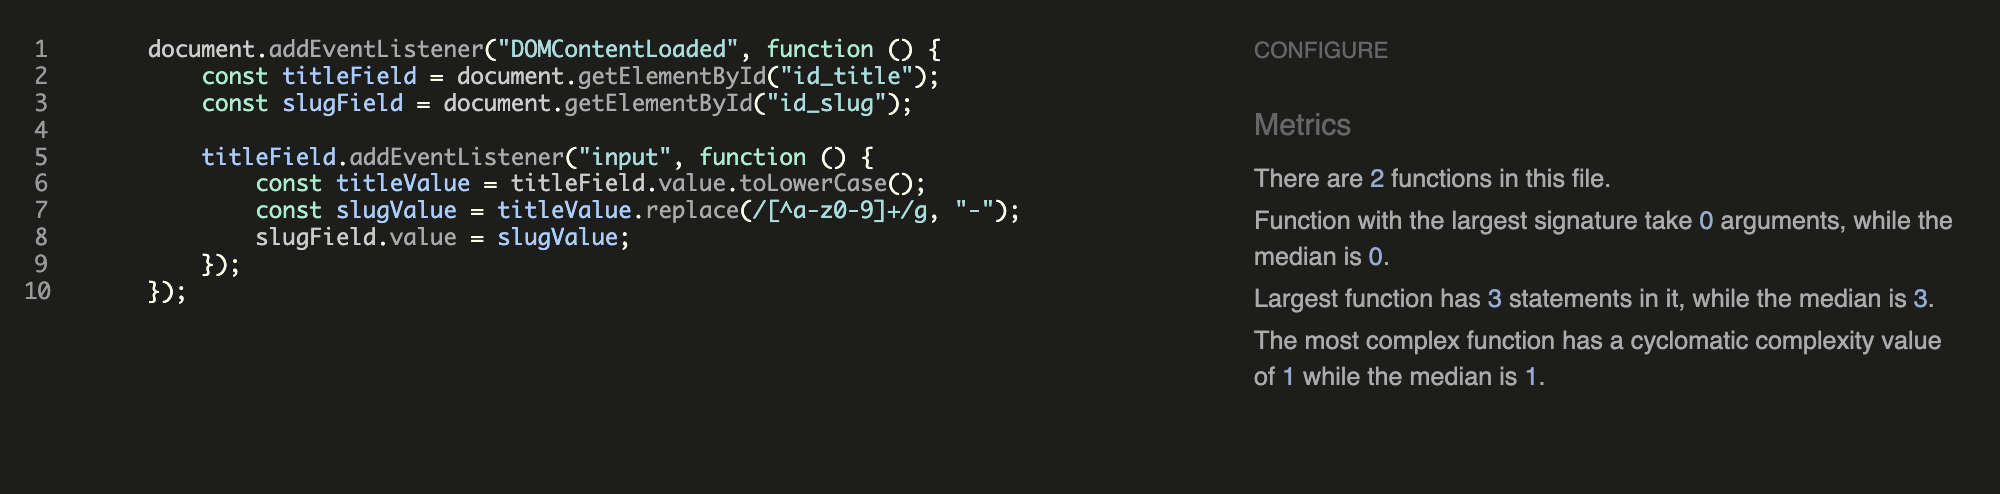 1 document.addEventListener("DOMContentLoaded", function () {
2     const titleField = document.getElementById("id_title");
3     const slugField = document.getElementById("id_slug");
4
5     titleField.addEventListener("input", function () {
6         const titleValue = titleField.value.toLowerCase();
7         const slugValue = titleValue.replace(/[^a-z0-9]+/g, "-");
8         slugField.value = slugValue;
9     });
10 });
CONFIGURE
Metrics
There are 2 functions in this file.
Function with the largest signature take 0 arguments, while the
median is 0.
Largest function has 3 statements in it, while the median is 3.
The most complex function has a cyclomatic complexity value
of 1 while the median is 1.